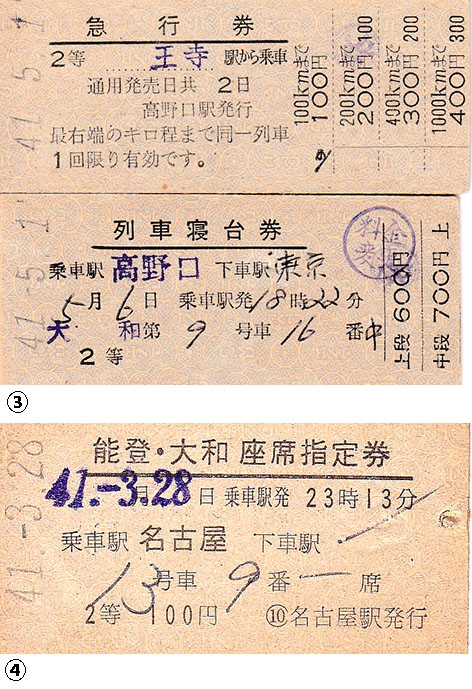 急行券
2等 王寺 駅から乗車
通用発売日共 2日
高野口駅発行
最右端のキロ程まで同一列車
1回限り有効です。
100kmまで 100円
200kmまで 200円 100
400kmまで 300円 200
1000kmまで 400円 300
41.5.1
列車寝台券
乗車駅 高野口 下車駅 東京
5月6日 乗車駅発18時22分
大和第 9 号車 16 番中
2等
上段 600円
中段 700円 上
料金
41.5.1
③
能登・大和 座席指定券
41.-3.28
月 日 乗車駅発 23時13分
乗車駅 名古屋 下車駅
13号車 9番 一 席
2等 100円 ⑩名古屋駅発行
41-3-28
④